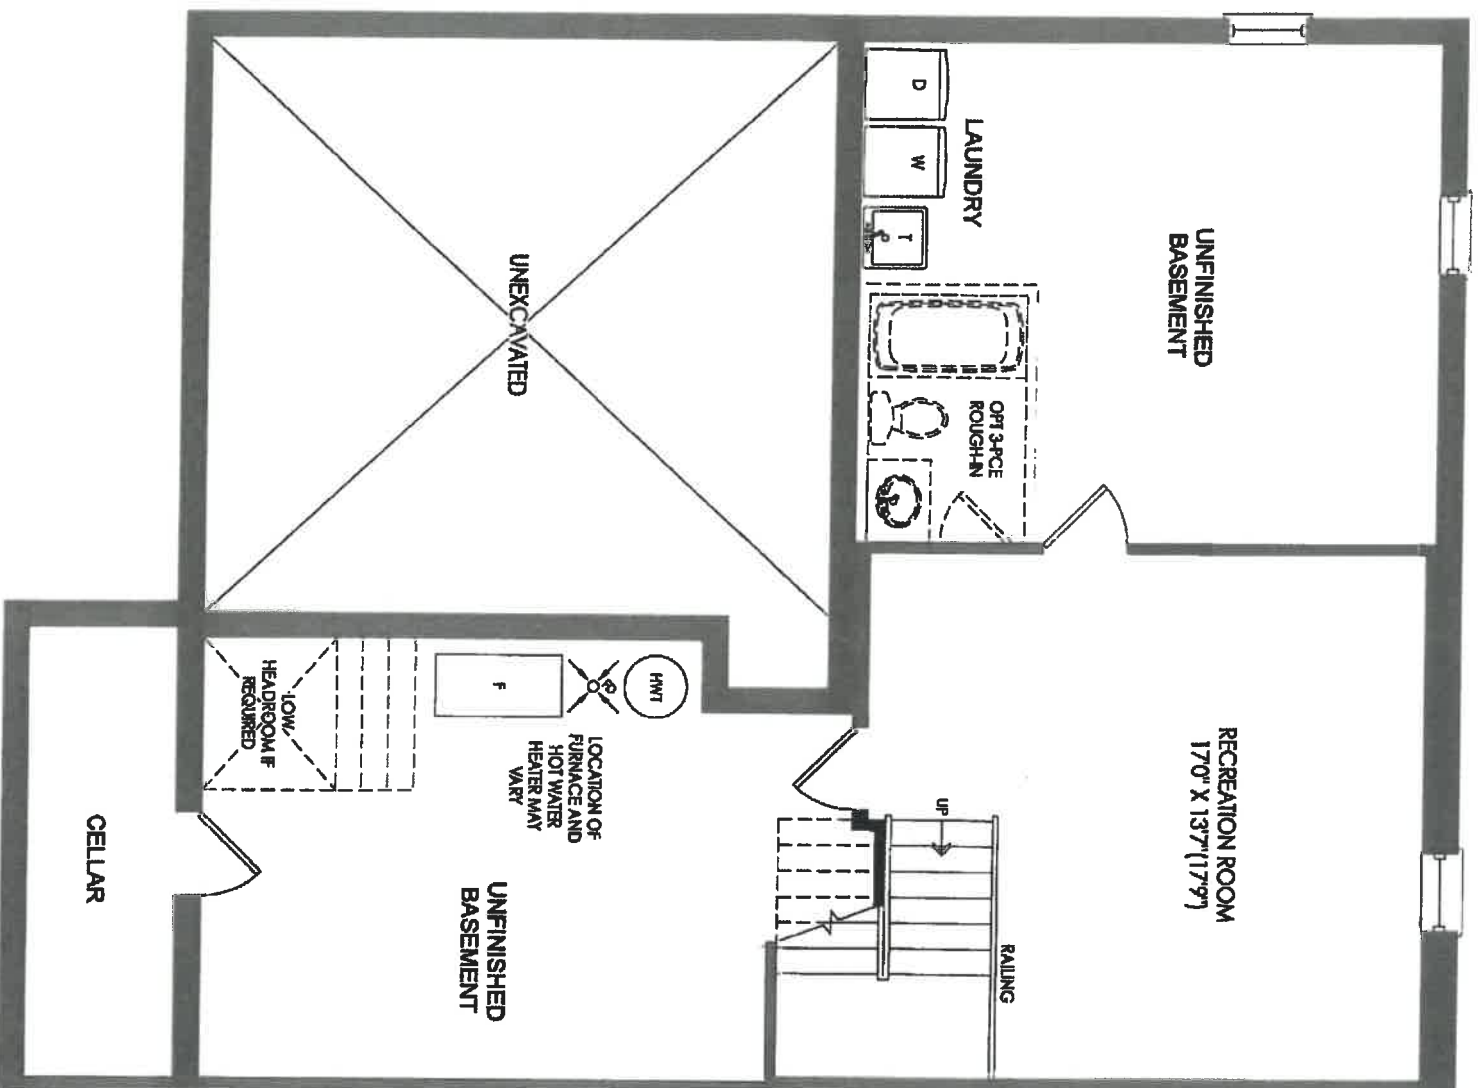 UNFINISHED
BASEMENT
LAUNDRY
D
W
T
OPT 3-PCE
ROUGH-IN
RECREATION ROOM
17'0" X 13'7"(17'9")
UP
RAILING
UNEXCAVATED
HWT
FD
F
LOCATION OF
FURNACE AND
HOT WATER
HEATER MAY
VARY
LOW
HEADROOM IF
REQUIRED
UNFINISHED
BASEMENT
CELLAR